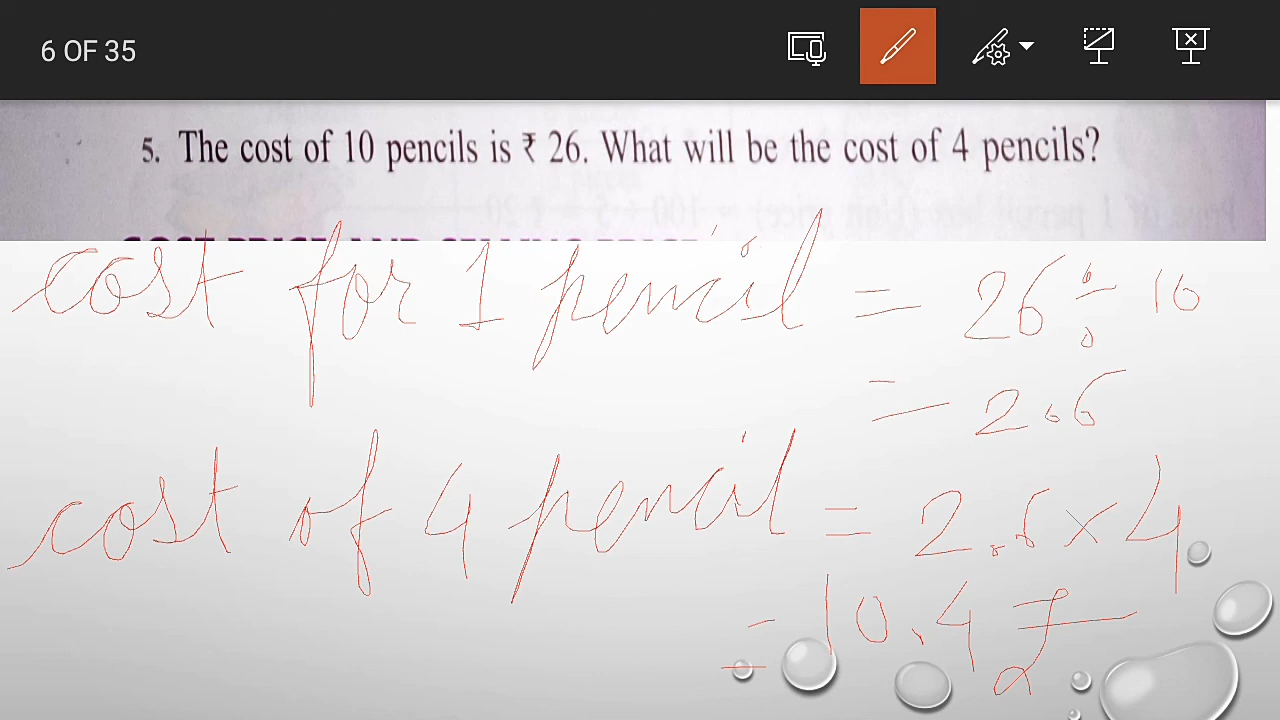 6 OF 35
5. The cost of 10 pencils is ₹ 26. What will be the cost of 4 pencils?
cost for 1 pencil = 26 ÷ 10
= 2.6
cost of 4 pencil = 2.6 × 4
= 10.4 ₹